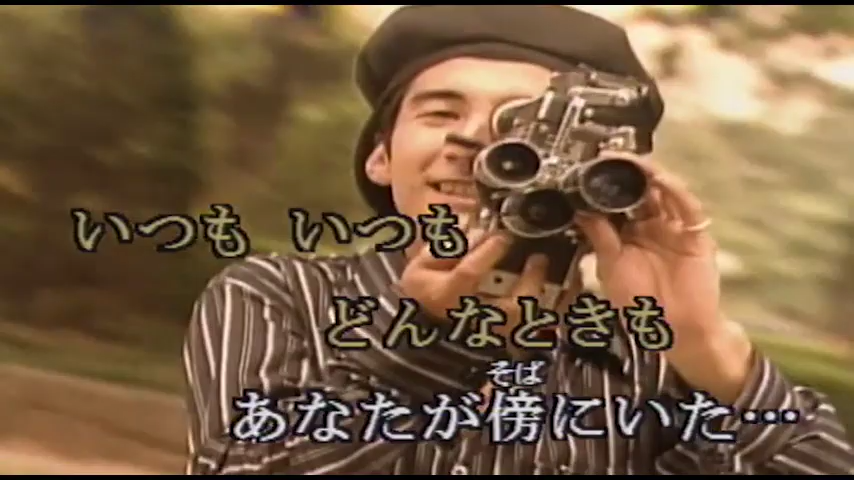 いつも いつも
どんなときも
そば
あなたが傍にいた…